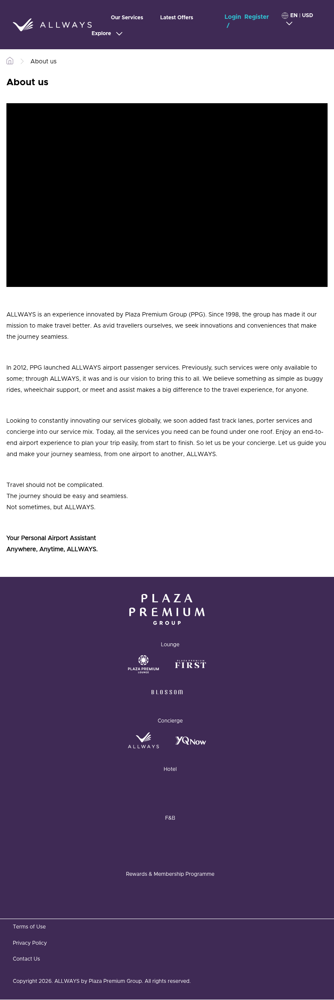 ALLWAYS
Our Services
Latest Offers
Login Register
/
EN | USD
Explore
About us
About us
ALLWAYS is an experience innovated by Plaza Premium Group (PPG). Since 1998, the group has made it our
mission to make travel better. As avid travellers ourselves, we seek innovations and conveniences that make
the journey seamless.
In 2012, PPG launched ALLWAYS airport passenger services. Previously, such services were only available to
some; through ALLWAYS, it was and is our vision to bring this to all. We believe something as simple as buggy
rides, wheelchair support, or meet and assist makes a big difference to the travel experience, for anyone.
Looking to constantly innovating our services globally, we soon added fast track lanes, porter services and
concierge into our service mix. Today, all the services you need can be found under one roof. Enjoy an end-to-
end airport experience to plan your trip easily, from start to finish. So let us be your concierge. Let us guide you
and make your journey seamless, from one airport to another, ALLWAYS.
Travel should not be complicated.
The journey should be easy and seamless.
Not sometimes, but ALLWAYS.
Your Personal Airport Assistant
Anywhere, Anytime, ALLWAYS.
PLAZA
PREMIUM
GROUP
Lounge
PLAZA PREMIUM
LOUNGE
PLAZA PREMIUM
FIRST
BLOSSOM
Concierge
ALLWAYS
YQNow
Hotel
F&B
Rewards & Membership Programme
Terms of Use
Privacy Policy
Contact Us
Copyright 2026. ALLWAYS by Plaza Premium Group. All rights reserved.